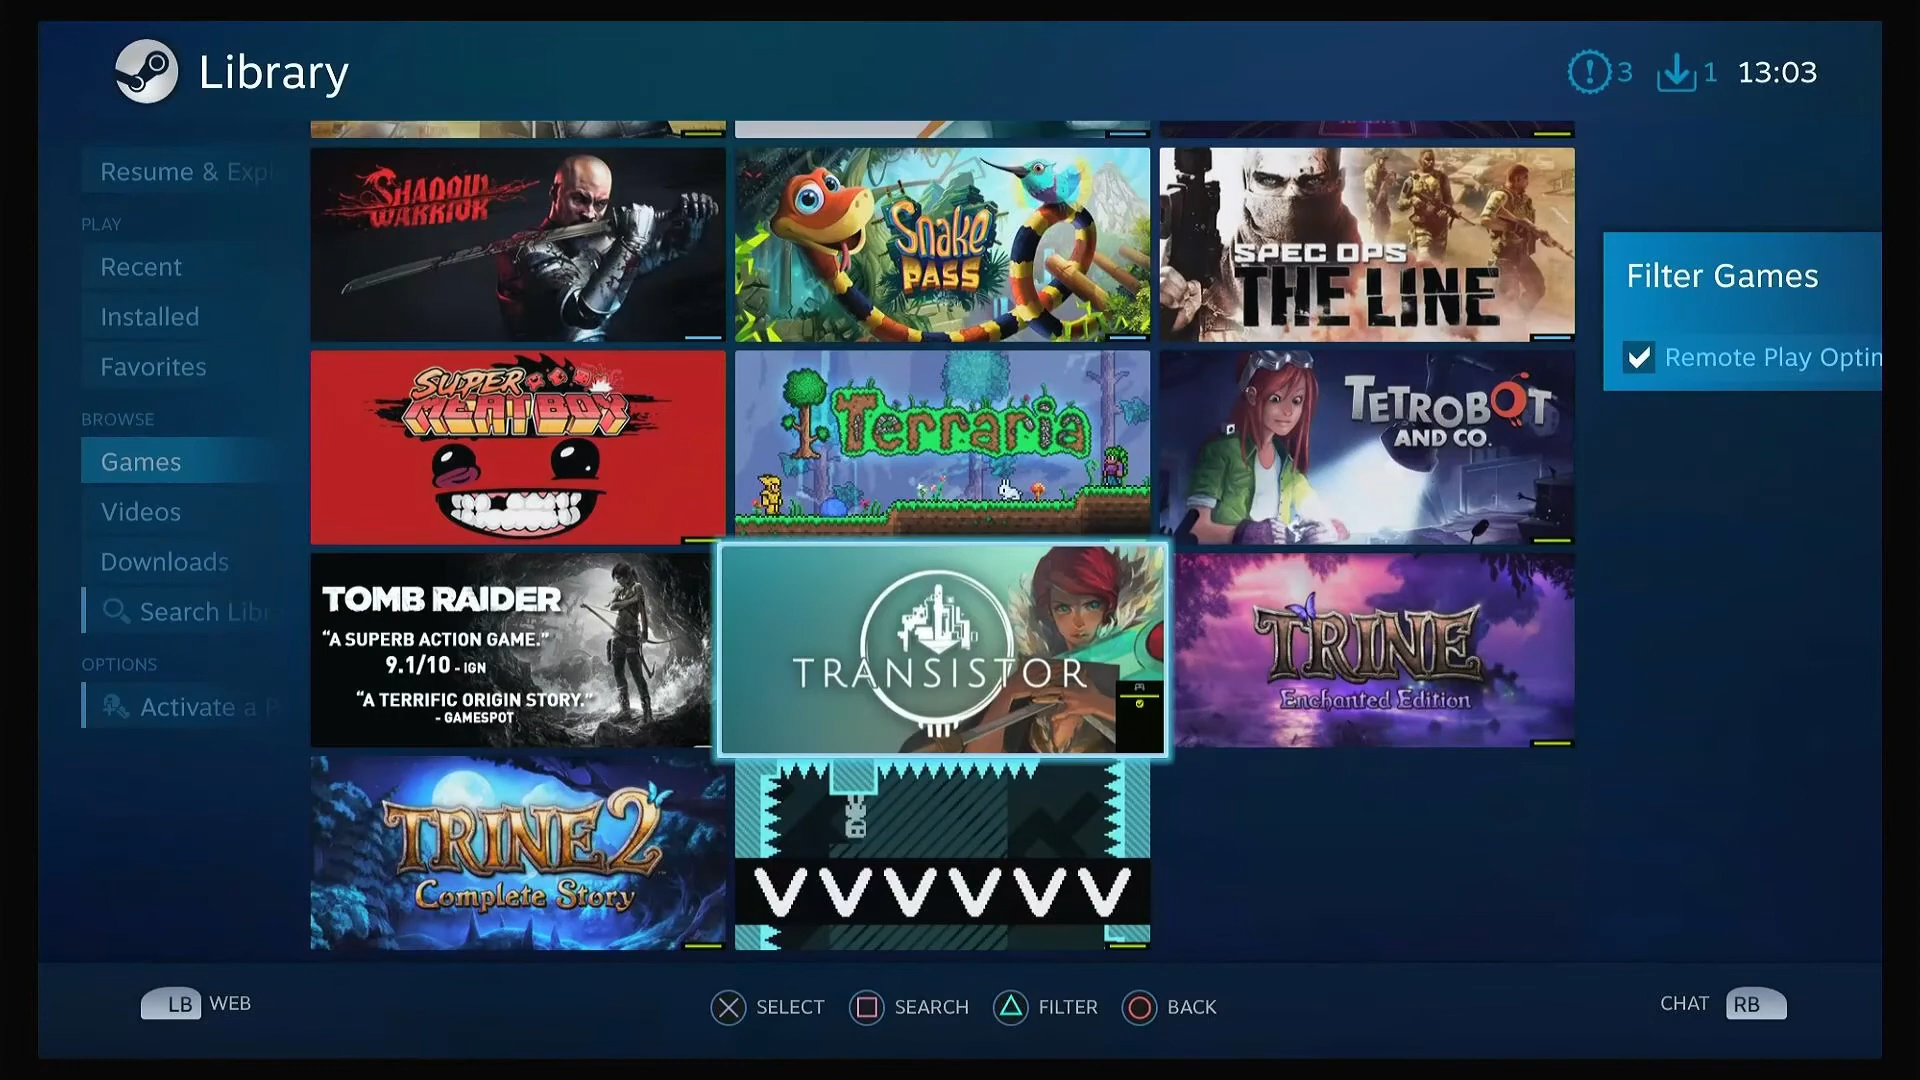 Library
3
1
13:03
Resume & Expl
PLAY
Recent
Installed
Favorites
BROWSE
Games
Videos
Downloads
Search Libr
OPTIONS
Activate a P
SHADOW
WARRIOR
Snake
PASS
SPEC OPS
THE LINE
SUPER
MEAT BOY
Terraria
TETROBOT
AND CO.
TOMB RAIDER
"A SUPERB ACTION GAME."
9.1/10 - IGN
"A TERRIFIC ORIGIN STORY."
- GAMESPOT
TRANSISTOR
TRINE
Enchanted Edition
TRINE 2
Complete Story
VVVVVV
Filter Games
Remote Play Optim
LB WEB
SELECT
SEARCH
FILTER
BACK
CHAT RB